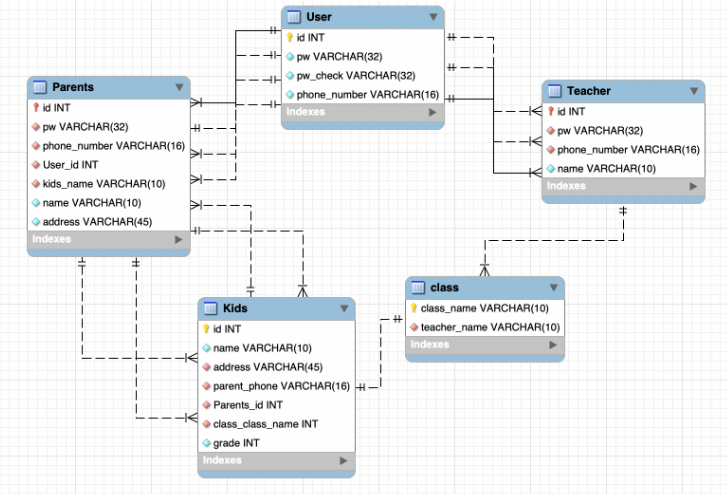 User
id INT
pw VARCHAR(32)
pw_check VARCHAR(32)
phone_number VARCHAR(16)
Indexes
Parents
id INT
pw VARCHAR(32)
phone_number VARCHAR(16)
User_id INT
kids_name VARCHAR(10)
name VARCHAR(10)
address VARCHAR(45)
Indexes
Teacher
id INT
pw VARCHAR(32)
phone_number VARCHAR(16)
name VARCHAR(10)
Indexes
Kids
id INT
name VARCHAR(10)
address VARCHAR(45)
parent_phone VARCHAR(16)
Parents_id INT
class_class_name INT
grade INT
Indexes
class
class_name VARCHAR(10)
teacher_name VARCHAR(10)
Indexes